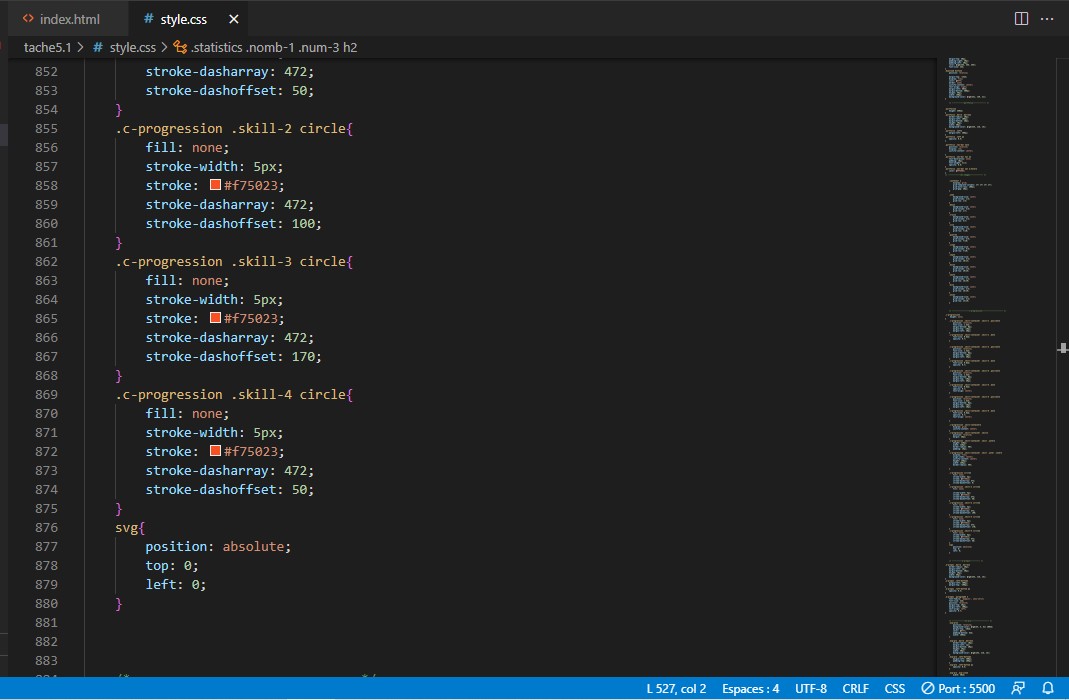 index.html
# style.css ×
tache5.1 > # style.css > .statistics .nomb-1 .num-3 h2
852 stroke-dasharray: 472;
853 stroke-dashoffset: 50;
854 }
855 .c-progression .skill-2 circle{
856 fill: none;
857 stroke-width: 5px;
858 stroke: #f75023;
859 stroke-dasharray: 472;
860 stroke-dashoffset: 100;
861 }
862 .c-progression .skill-3 circle{
863 fill: none;
864 stroke-width: 5px;
865 stroke: #f75023;
866 stroke-dasharray: 472;
867 stroke-dashoffset: 170;
868 }
869 .c-progression .skill-4 circle{
870 fill: none;
871 stroke-width: 5px;
872 stroke: #f75023;
873 stroke-dasharray: 472;
874 stroke-dashoffset: 50;
875 }
876 svg{
877 position: absolute;
878 top: 0;
879 left: 0;
880 }
881
882
883
L 527, col 2 Espaces : 4 UTF-8 CRLF CSS Port : 5500